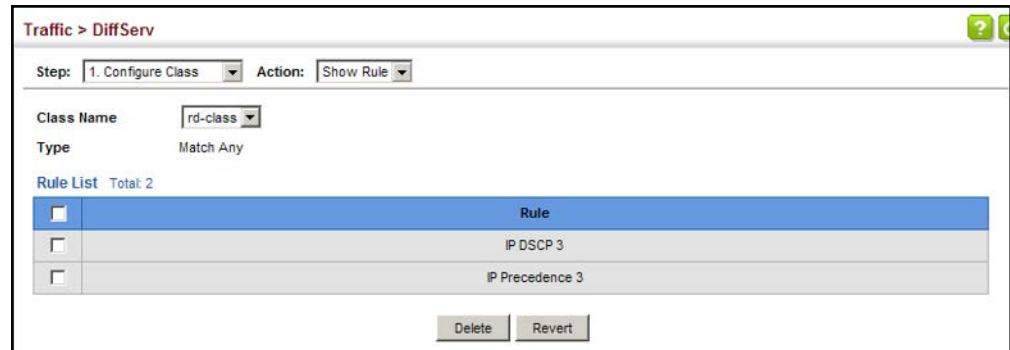 Traffic > DiffServ
?
Step: 1. Configure Class Action: Show Rule
Class Name rd-class
Type Match Any
Rule List Total: 2
Rule
IP DSCP 3
IP Precedence 3
Delete Revert